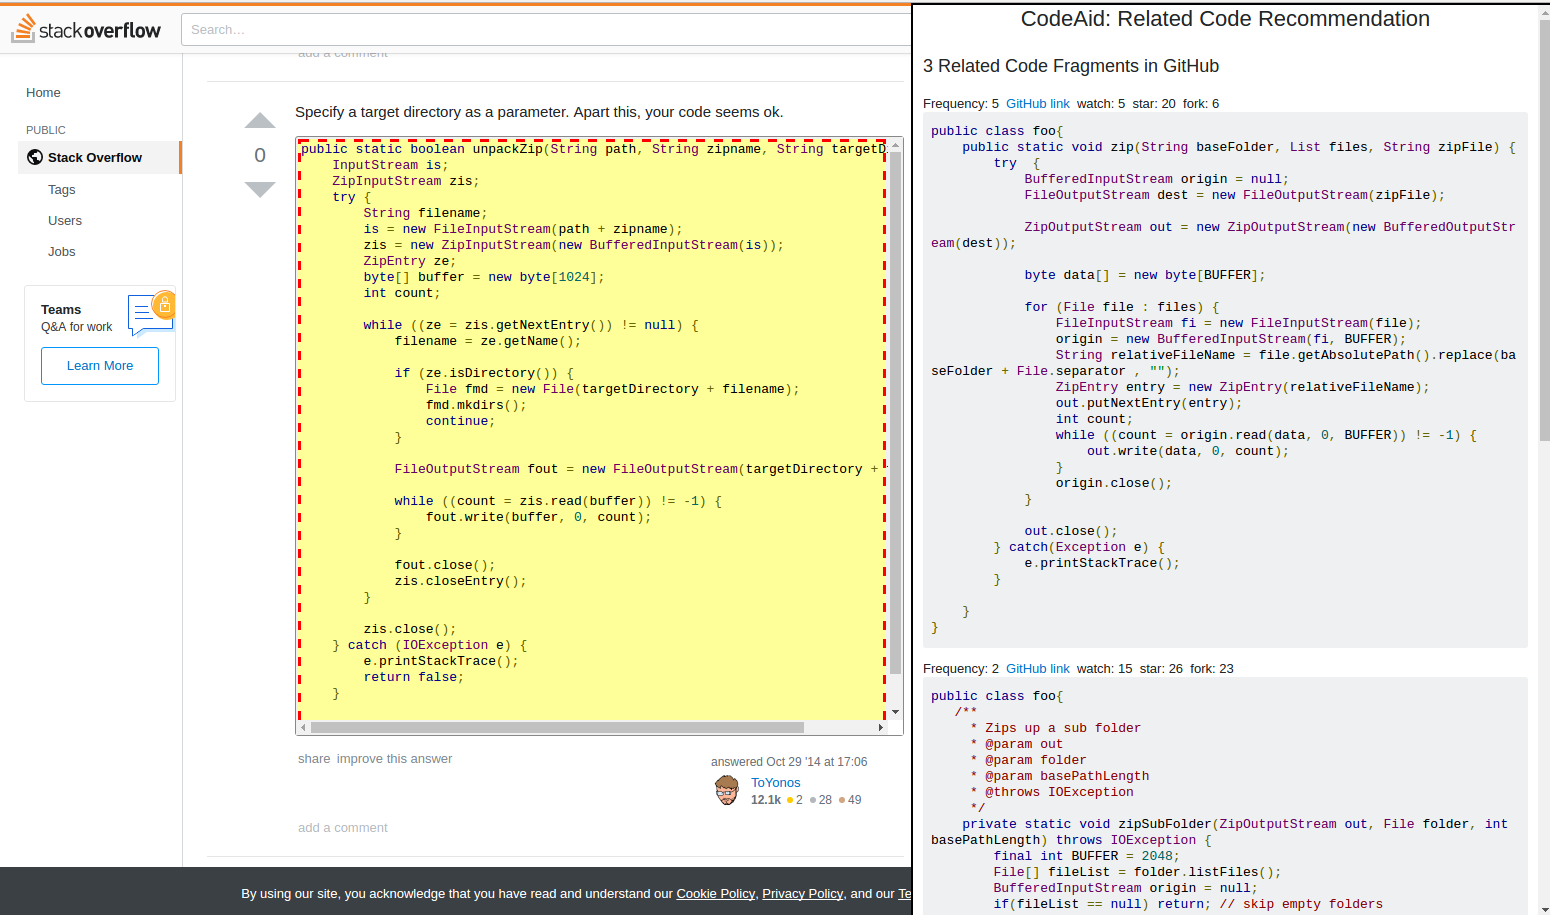 stackoverflow
Search...
add a comment
Home
PUBLIC
Stack Overflow
Tags
Users
Jobs
Teams
Q&A for work
Learn More
Specify a target directory as a parameter. Apart this, your code seems ok.
0
public static boolean unpackZip(String path, String zipname, String targetD
    InputStream is;
    ZipInputStream zis;
    try {
        String filename;
        is = new FileInputStream(path + zipname);
        zis = new ZipInputStream(new BufferedInputStream(is));
        ZipEntry ze;
        byte[] buffer = new byte[1024];
        int count;
        while ((ze = zis.getNextEntry()) != null) {
            filename = ze.getName();
            if (ze.isDirectory()) {
                File fmd = new File(targetDirectory + filename);
                fmd.mkdirs();
                continue;
            }
            FileOutputStream fout = new FileOutputStream(targetDirectory +
            while ((count = zis.read(buffer)) != -1) {
                fout.write(buffer, 0, count);
            }
            fout.close();
            zis.closeEntry();
        }
        zis.close();
    } catch (IOException e) {
        e.printStackTrace();
        return false;
    }
share improve this answer
answered Oct 29 '14 at 17:06
ToYonos
12.1k 2 28 49
add a comment
By using our site, you acknowledge that you have read and understand our Cookie Policy, Privacy Policy, and our Te
CodeAid: Related Code Recommendation
3 Related Code Fragments in GitHub
Frequency: 5 GitHub link watch: 5 star: 20 fork: 6
public class foo{
    public static void zip(String baseFolder, List files, String zipFile) {
        try  {
            BufferedInputStream origin = null;
            FileOutputStream dest = new FileOutputStream(zipFile);
            ZipOutputStream out = new ZipOutputStream(new BufferedOutputStr
eam(dest));
            byte data[] = new byte[BUFFER];
            for (File file : files) {
                FileInputStream fi = new FileInputStream(file);
                origin = new BufferedInputStream(fi, BUFFER);
                String relativeFileName = file.getAbsolutePath().replace(ba
seFolder + File.separator , "");
                ZipEntry entry = new ZipEntry(relativeFileName);
                out.putNextEntry(entry);
                int count;
                while ((count = origin.read(data, 0, BUFFER)) != -1) {
                    out.write(data, 0, count);
                }
                origin.close();
            }
            out.close();
        } catch(Exception e) {
            e.printStackTrace();
        }
    }
}
Frequency: 2 GitHub link watch: 15 star: 26 fork: 23
public class foo{
   /**
     * Zips up a sub folder
     * @param out
     * @param folder
     * @param basePathLength
     * @throws IOException
     */
    private static void zipSubFolder(ZipOutputStream out, File folder, int
basePathLength) throws IOException {
        final int BUFFER = 2048;
        File[] fileList = folder.listFiles();
        BufferedInputStream origin = null;
        if(fileList == null) return; // skip empty folders